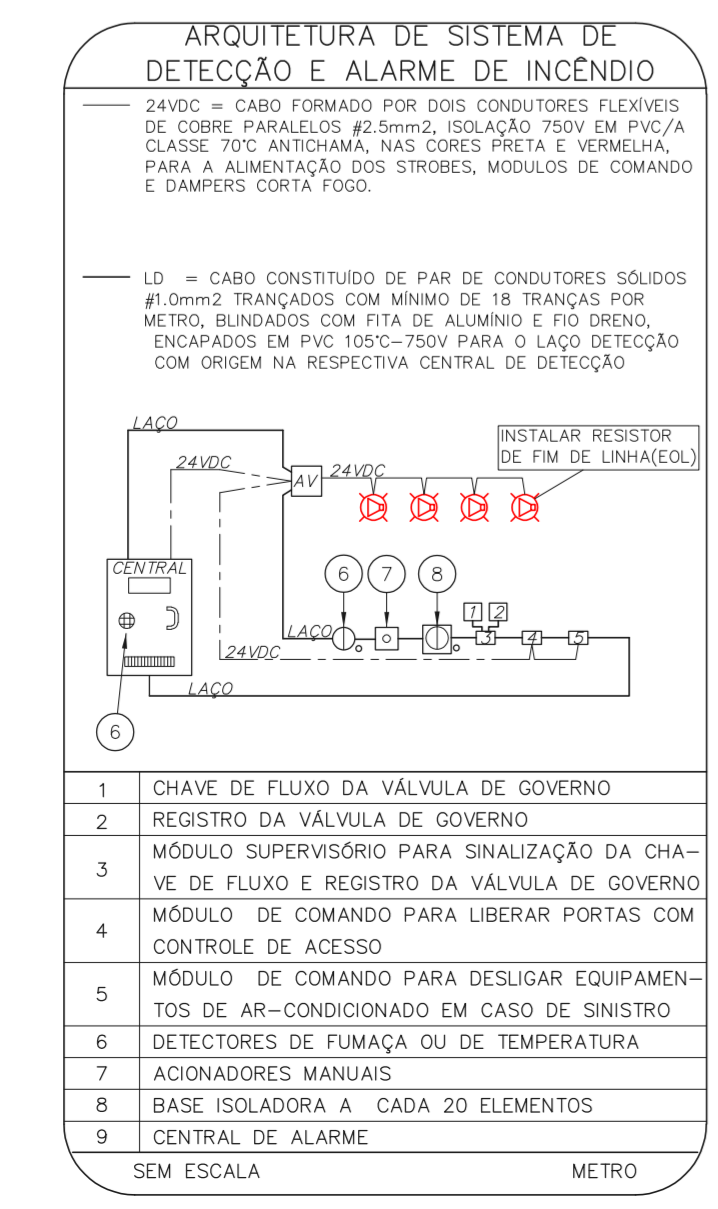 ARQUITETURA DE SISTEMA DE
DETECÇÃO E ALARME DE INCÊNDIO
24VDC = CABO FORMADO POR DOIS CONDUTORES FLEXÍVEIS
DE COBRE PARALELOS #2.5mm2, ISOLAÇÃO 750V EM PVC/A
CLASSE 70°C ANTICHAMA, NAS CORES PRETA E VERMELHA,
PARA A ALIMENTAÇÃO DOS STROBES, MODULOS DE COMANDO
E DAMPERS CORTA FOGO.
LD = CABO CONSTITUÍDO DE PAR DE CONDUTORES SÓLIDOS
#1.0mm2 TRANÇADOS COM MÍNIMO DE 18 TRANÇAS POR
METRO, BLINDADOS COM FITA DE ALUMÍNIO E FIO DRENO,
ENCAPADOS EM PVC 105°C-750V PARA O LAÇO DETECÇÃO
COM ORIGEM NA RESPECTIVA CENTRAL DE DETECÇÃO
LAÇO
INSTALAR RESISTOR
DE FIM DE LINHA(EOL)
24VDC
AV
24VDC
CENTRAL
6
7
8
1
2
LAÇO
3
4
5
24VDC
LAÇO
6
1 CHAVE DE FLUXO DA VÁLVULA DE GOVERNO
2 REGISTRO DA VÁLVULA DE GOVERNO
3 MÓDULO SUPERVISÓRIO PARA SINALIZAÇÃO DA CHA-
VE DE FLUXO E REGISTRO DA VÁLVULA DE GOVERNO
4 MÓDULO DE COMANDO PARA LIBERAR PORTAS COM
CONTROLE DE ACESSO
5 MÓDULO DE COMANDO PARA DESLIGAR EQUIPAMEN-
TOS DE AR-CONDICIONADO EM CASO DE SINISTRO
6 DETECTORES DE FUMAÇA OU DE TEMPERATURA
7 ACIONADORES MANUAIS
8 BASE ISOLADORA A CADA 20 ELEMENTOS
9 CENTRAL DE ALARME
SEM ESCALA METRO